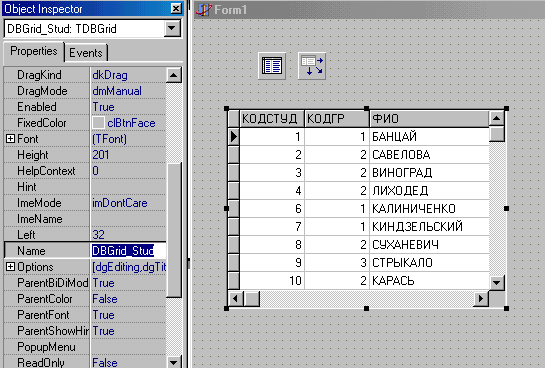 Object Inspector
DBGrid_Stud: TDBGrid
Properties Events
DragKind dkDrag
DragMode dmManual
Enabled True
FixedColor clBtnFace
Font (TFont)
Height 201
HelpContext 0
Hint
ImeMode imDontCare
ImeName
Left 32
Name DBGrid_Stud
Options [dgEditing,dgTit
ParentBiDiMod True
ParentColor False
ParentFont True
ParentShowHir True
PopupMenu
ReadOnly False
Form1
КОДСТУД КОДГР ФИО
1 1 БАНЦАЙ
2 2 САВЕЛОВА
3 2 ВИНОГРАД
4 2 ЛИХОДЕД
6 1 КАЛИНИЧЕНКО
7 1 КИНДЗЕЛЬСКИЙ
8 2 СУХАНЕВИЧ
9 3 СТРЫКАЛО
10 2 КАРАСЬ